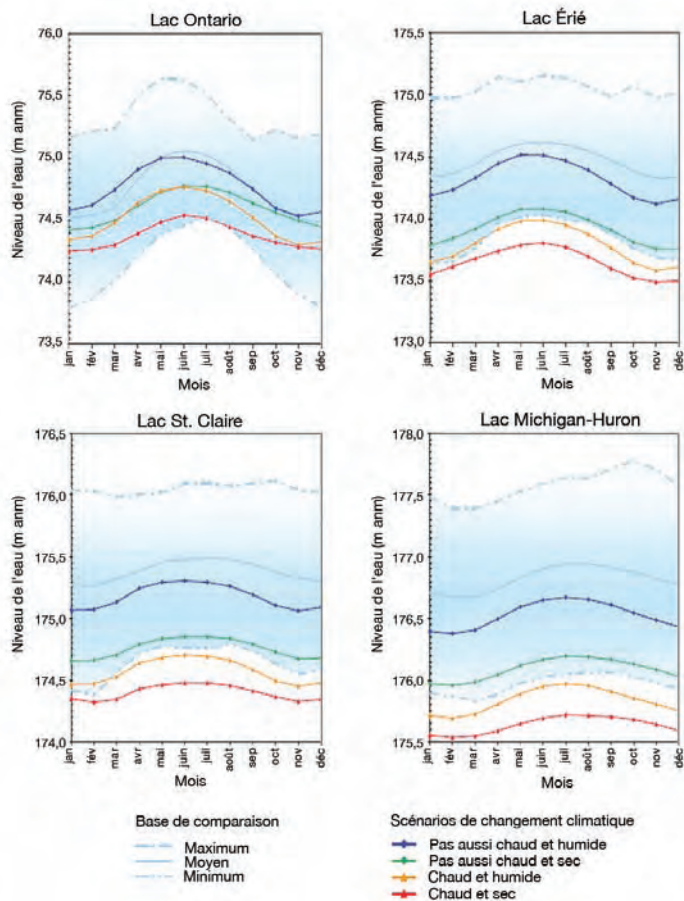 Lac Ontario
Niveau de l'eau (m anm)
76,0
75,5
75,0
74,5
74,0
73,5
jan fév mar avr mai juin juil août sep oct nov déc
Mois
Lac Érié
Niveau de l'eau (m anm)
175,5
175,0
174,5
174,0
173,5
173,0
jan fév mar avr mai juin juil août sep oct nov déc
Mois
Lac St. Claire
Niveau de l'eau (m anm)
176,5
176,0
175,5
175,0
174,5
174,0
jan fév mar avr mai juin juil août sep oct nov déc
Mois
Lac Michigan-Huron
Niveau de l'eau (m anm)
178,0
177,5
177,0
176,5
176,0
175,5
jan fév mar avr mai juin juil août sep oct nov déc
Mois
Base de comparaison
Maximum
Moyen
Minimum
Scénarios de changement climatique
Pas aussi chaud et humide
Pas aussi chaud et sec
Chaud et humide
Chaud et sec